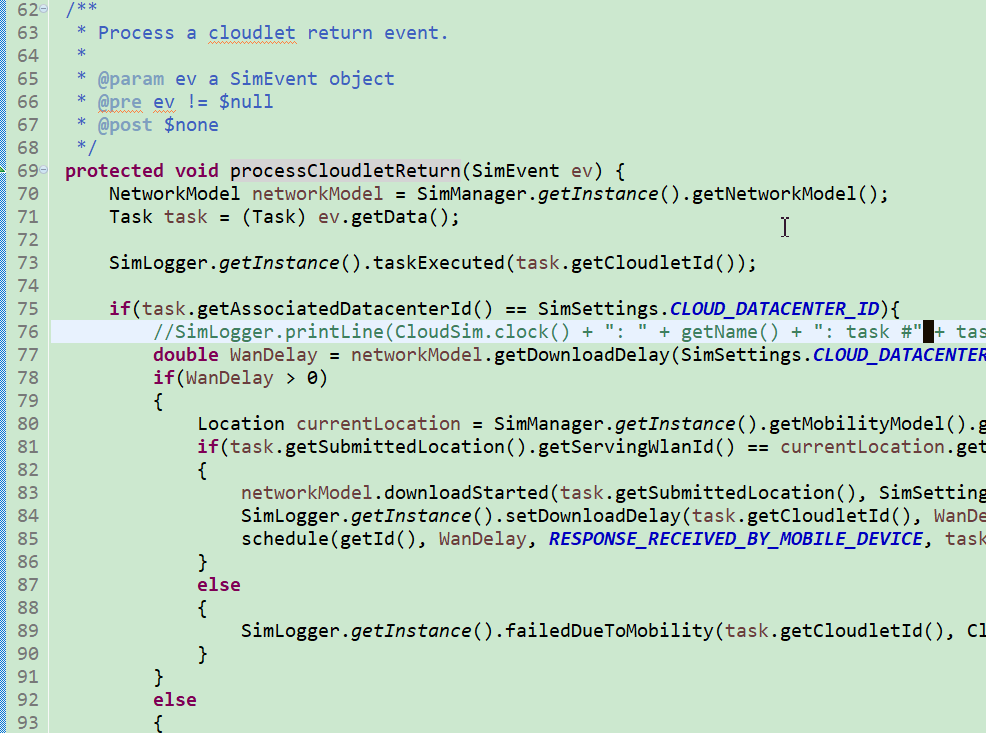 62 /**
63 * Process a cloudlet return event.
64 *
65 * @param ev a SimEvent object
66 * @pre ev != $null
67 * @post $none
68 */
69 protected void processCloudletReturn(SimEvent ev) {
70 NetworkModel networkModel = SimManager.getInstance().getNetworkModel();
71 Task task = (Task) ev.getData();
72
73 SimLogger.getInstance().taskExecuted(task.getCloudletId());
74
75 if(task.getAssociatedDatacenterId() == SimSettings.CLOUD_DATACENTER_ID){
76 //SimLogger.printLine(CloudSim.clock() + ": " + getName() + ": task #" + tas
77 double WanDelay = networkModel.getDownloadDelay(SimSettings.CLOUD_DATACENTER
78 if(WanDelay > 0)
79 {
80 Location currentLocation = SimManager.getInstance().getMobilityModel().g
81 if(task.getSubmittedLocation().getServingWlanId() == currentLocation.get
82 {
83 networkModel.downloadStarted(task.getSubmittedLocation(), SimSetting
84 SimLogger.getInstance().setDownloadDelay(task.getCloudletId(), WanDe
85 schedule(getId(), WanDelay, RESPONSE_RECEIVED_BY_MOBILE_DEVICE, task
86 }
87 else
88 {
89 SimLogger.getInstance().failedDueToMobility(task.getCloudletId(), Cl
90 }
91 }
92 else
93 {